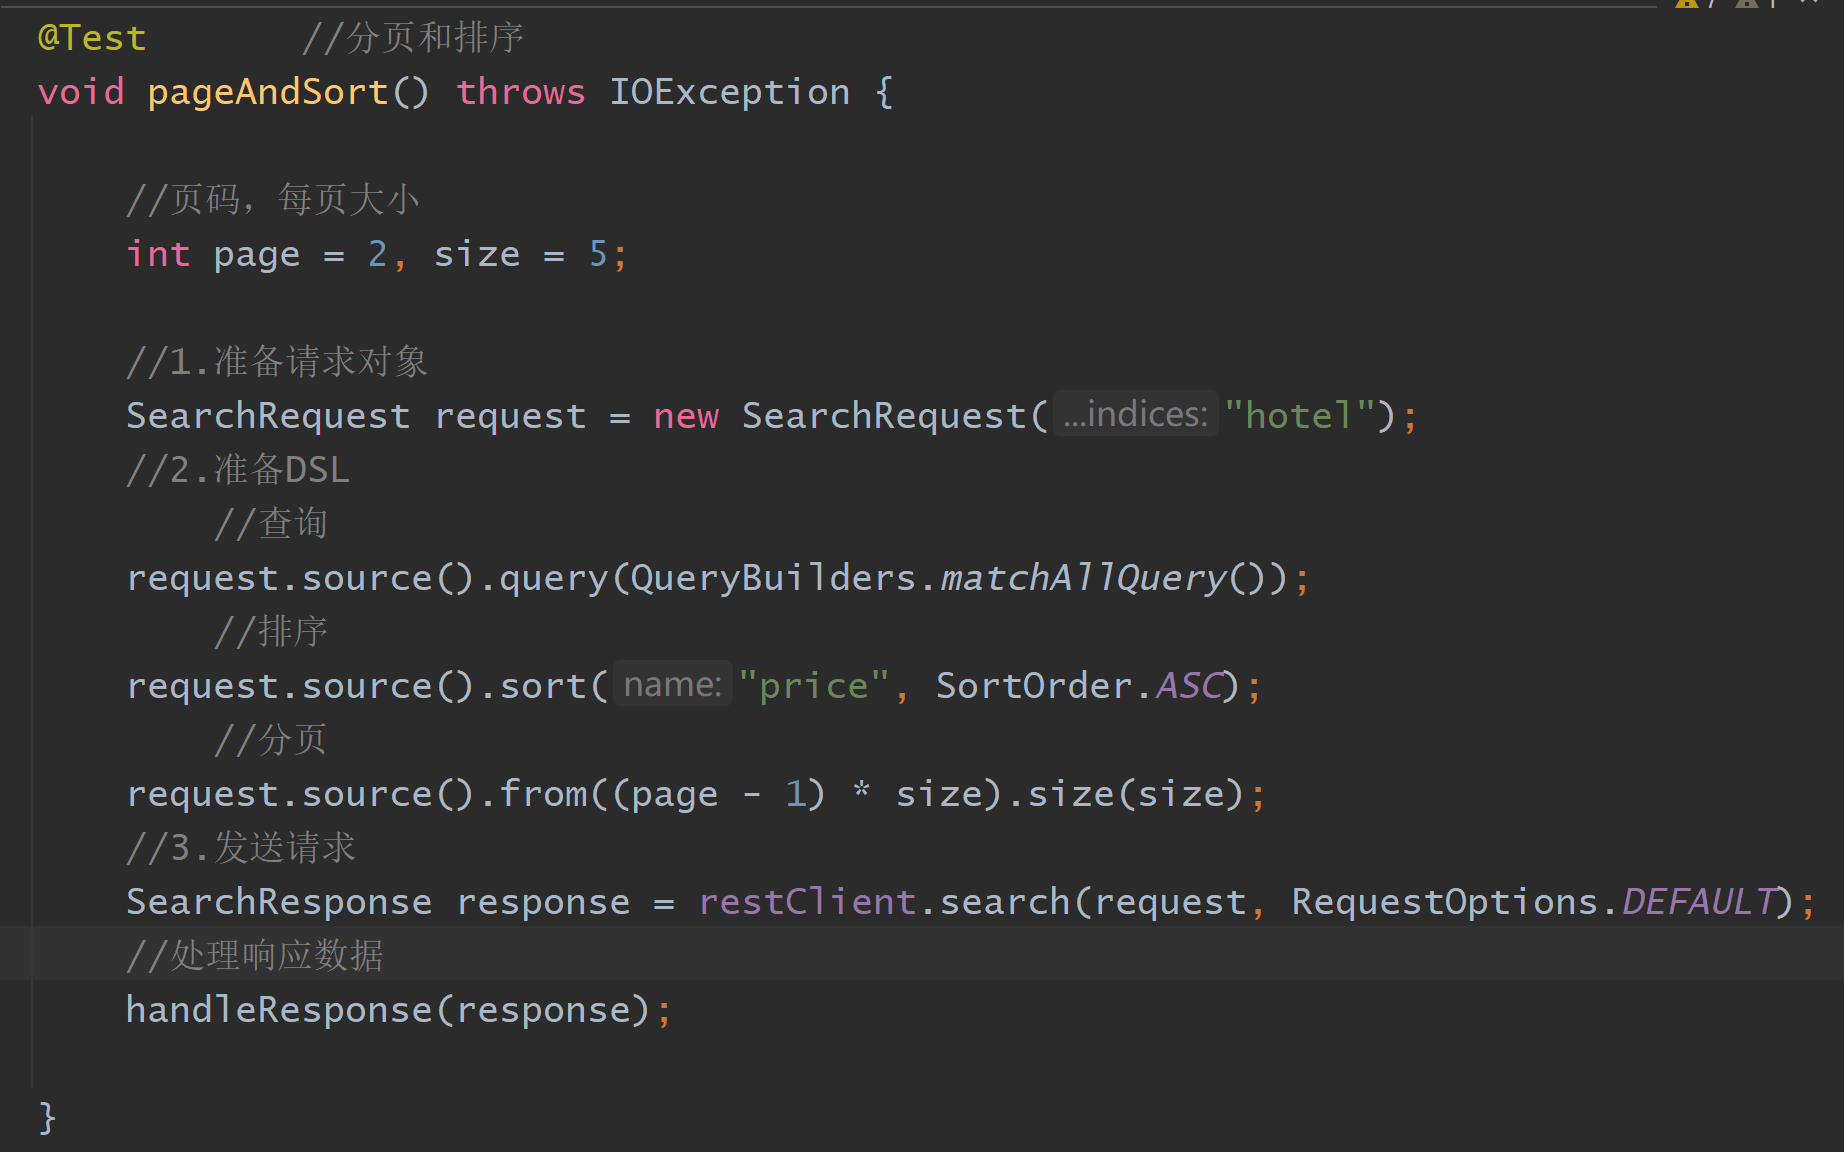 @Test       //分页和排序
void pageAndSort() throws IOException {
//页码，每页大小
int page = 2, size = 5;
//1.准备请求对象
SearchRequest request = new SearchRequest( ...indices: "hotel");
//2.准备DSL
//查询
request.source().query(QueryBuilders.matchAllQuery());
//排序
request.source().sort( name: "price", SortOrder.ASC);
//分页
request.source().from((page - 1) * size).size(size);
//3.发送请求
SearchResponse response = restClient.search(request, RequestOptions.DEFAULT);
//处理响应数据
handleResponse(response);
}